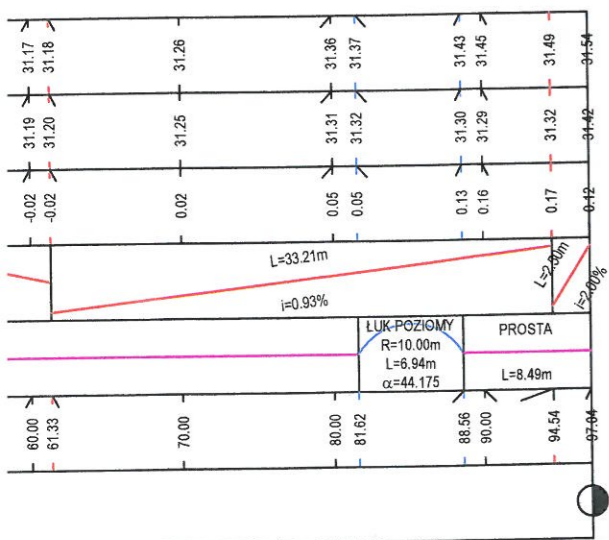 31.17 31.18 31.26 31.36 31.37 31.43 31.45 31.49 31.54
31.19 31.20 31.25 31.31 31.32 31.30 31.29 31.32 31.42
-0.02 -0.02 0.02 0.05 0.05 0.13 0.16 0.17 0.12
L=33.21m
i=0.93%
L=2.50m
i=2.00%
ŁUK POZIOMY
R=10.00m
L=6.94m
α=44.175
PROSTA
L=8.49m
60.00 61.33 70.00 80.00 81.62 88.56 90.00 94.54 97.04